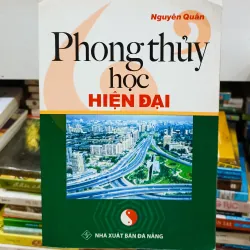 Nguyễn Quân
Phong thủy
học
HIỆN ĐẠI
NHÀ XUẤT BẢN ĐÀ NẴNG